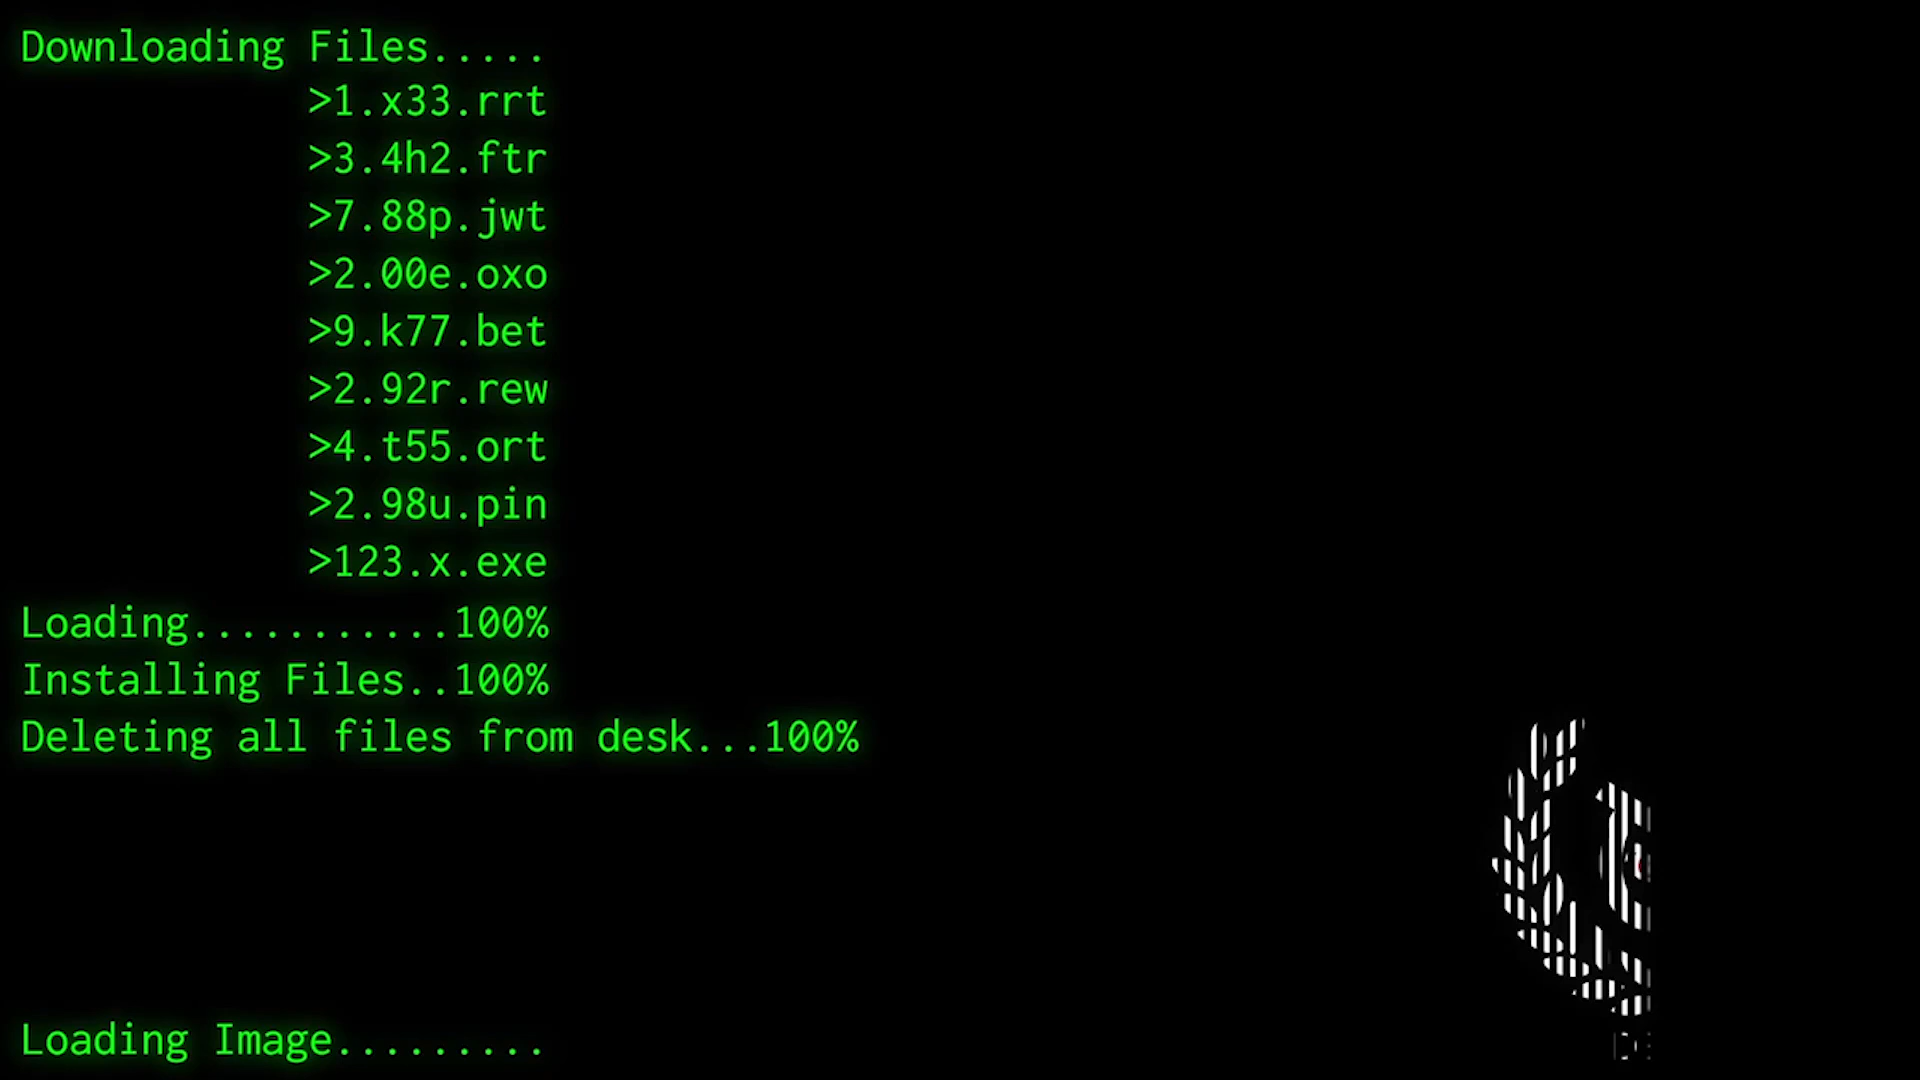 Downloading Files.....
>1.x33.rrt
>3.4h2.ftr
>7.88p.jwt
>2.00e.oxo
>9.k77.bet
>2.92r.rew
>4.t55.ort
>2.98u.pin
>123.x.exe
Loading...........100%
Installing Files..100%
Deleting all files from desk...100%
Loading Image.........